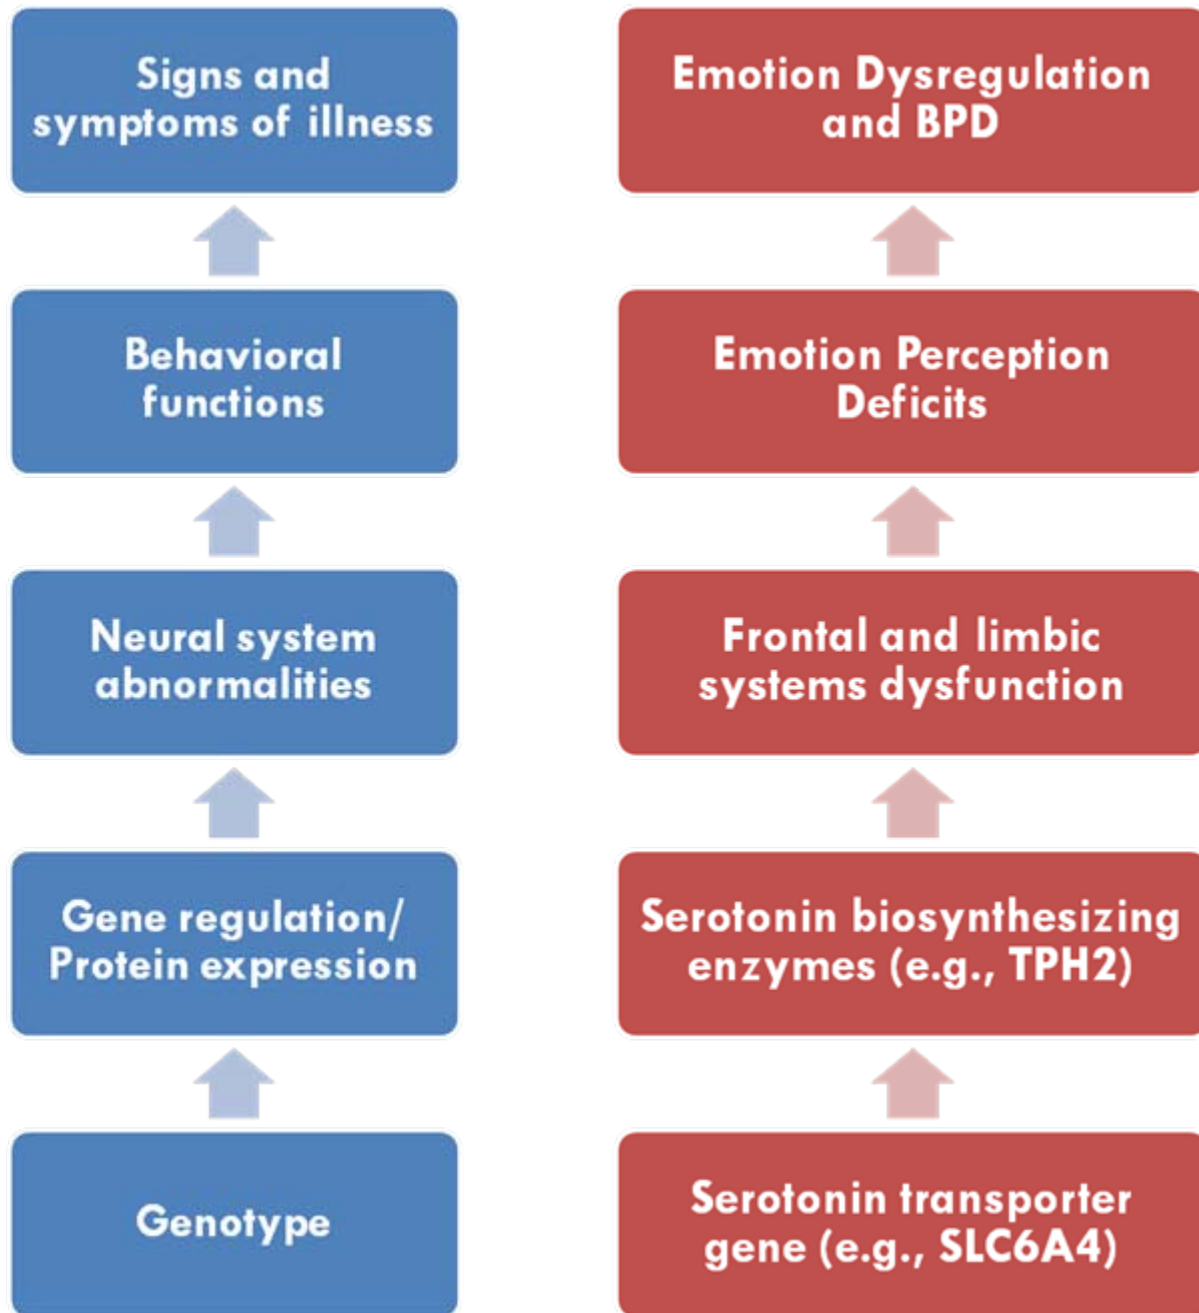 Signs and
symptoms of illness
Emotion Dysregulation
and BPD
Behavioral
functions
Emotion Perception
Deficits
Neural system
abnormalities
Frontal and limbic
systems dysfunction
Gene regulation/
Protein expression
Serotonin biosynthesizing
enzymes (e.g., TPH2)
Genotype
Serotonin transporter
gene (e.g., SLC6A4)